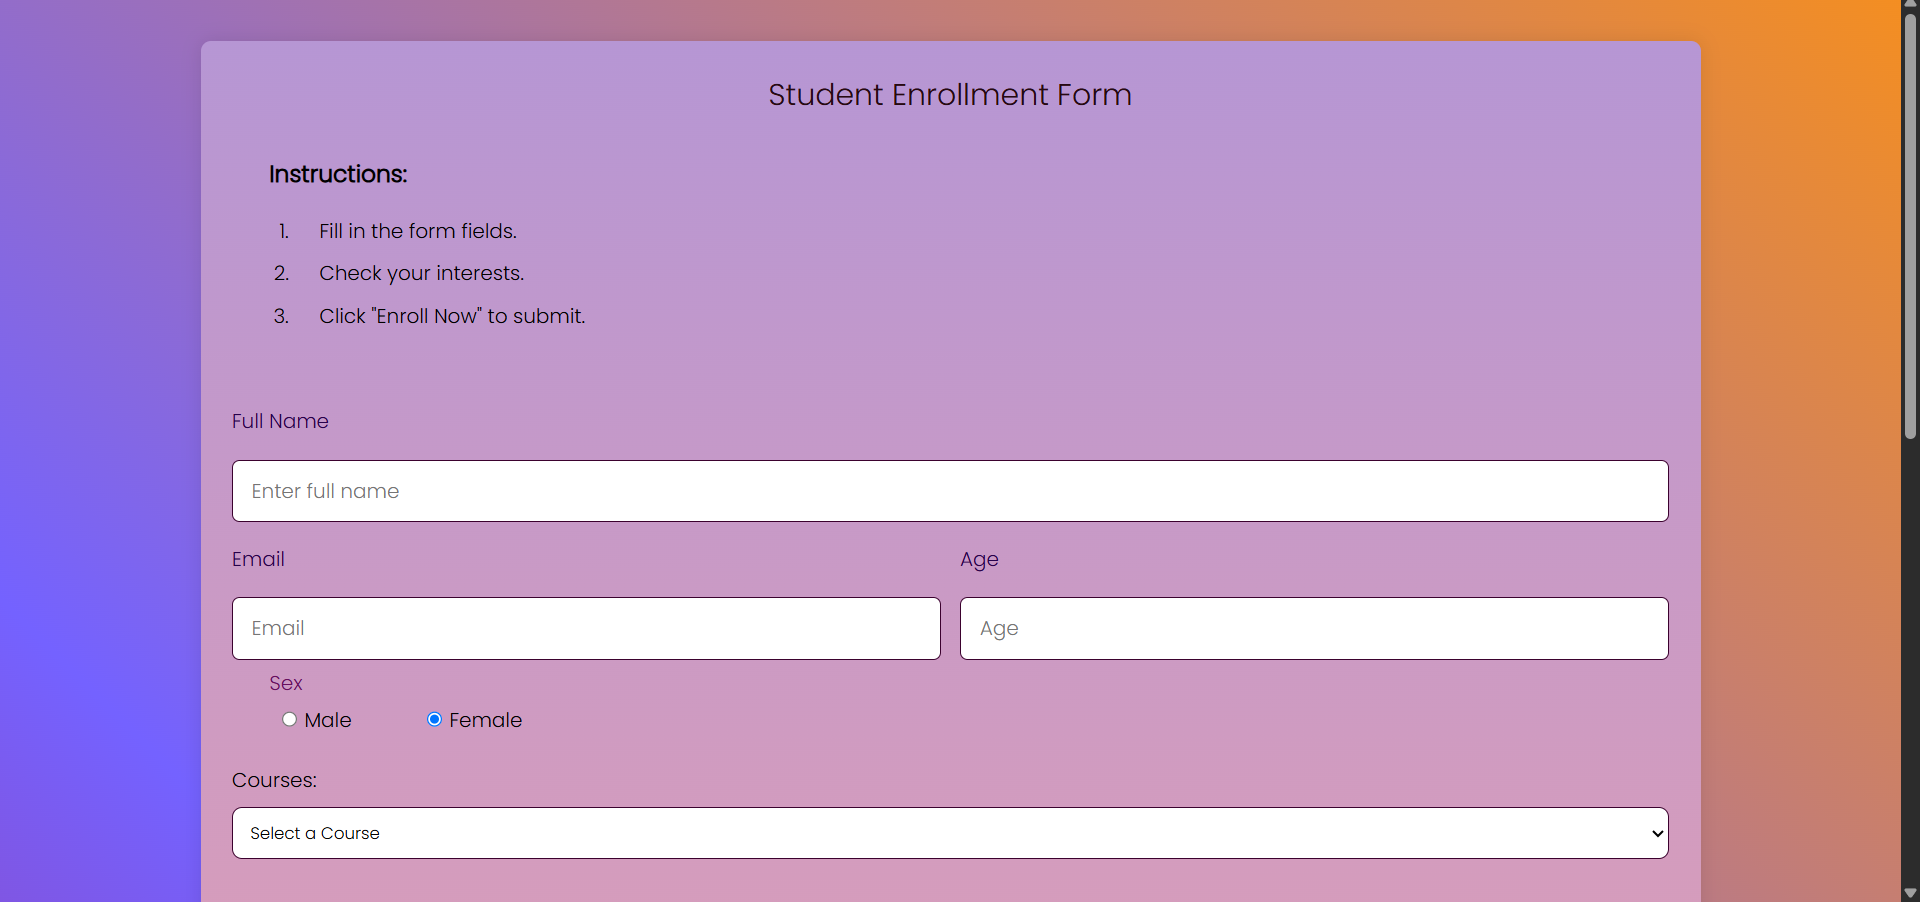 Student Enrollment Form
Instructions:
1. Fill in the form fields.
2. Check your interests.
3. Click "Enroll Now" to submit.
Full Name
Enter full name
Email Age
Email Age
Sex
Male Female
Courses:
Select a Course